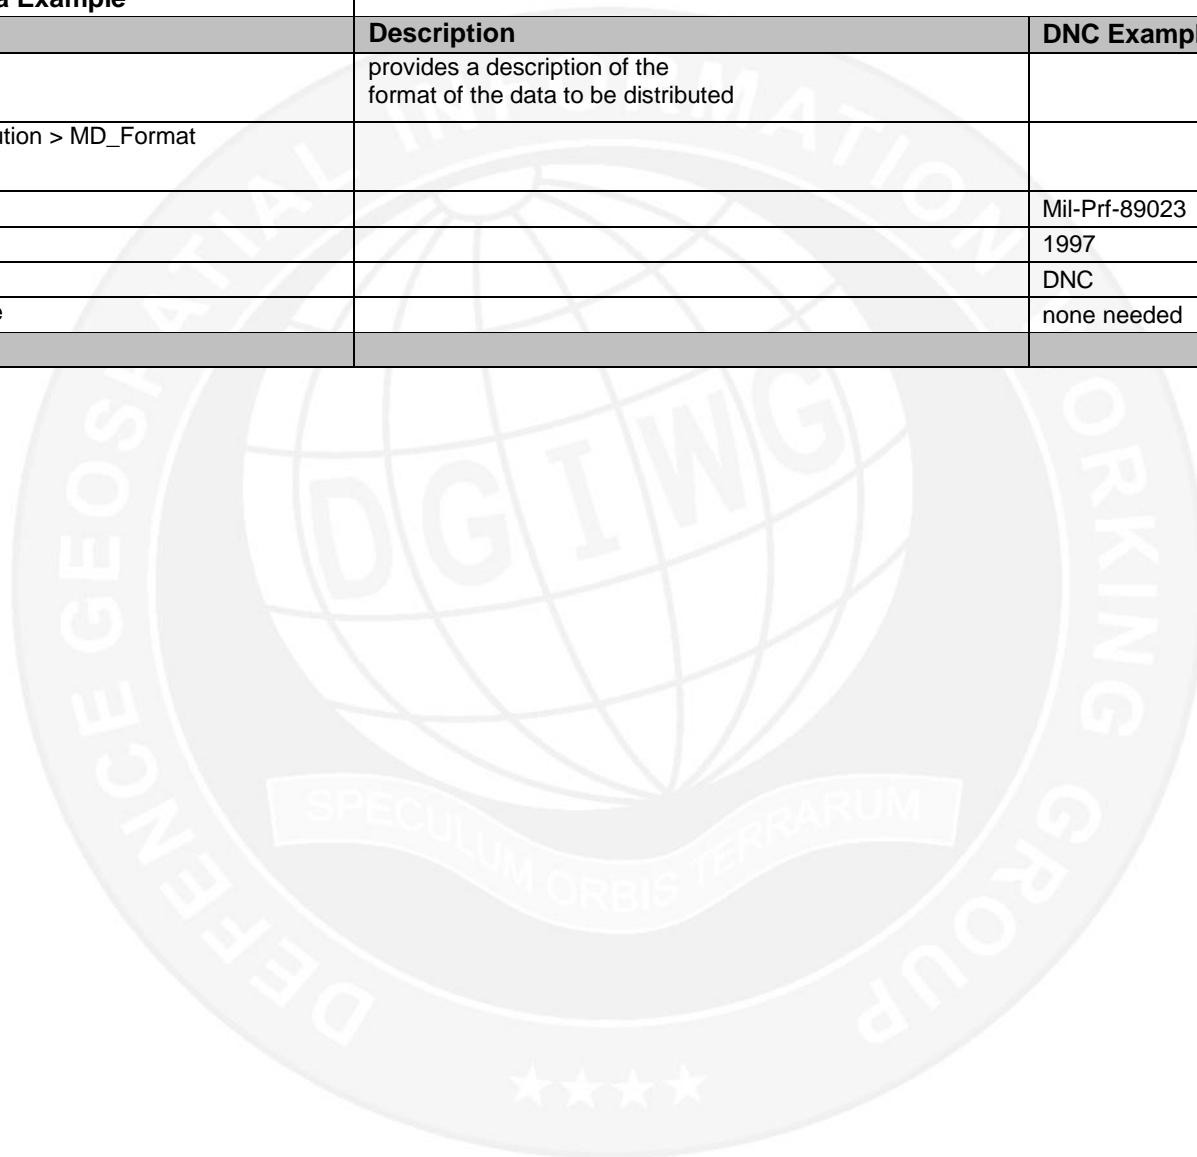 a Example
Description DNC Exampl
provides a description of the
format of the data to be distributed
ution > MD_Format
Mil-Prf-89023
1997
DNC
e none needed
DEFENCE GEOSPATIAL INFORMATION WORKING GROUP
DGIWG
SPECULUM ORBIS TERRARUM